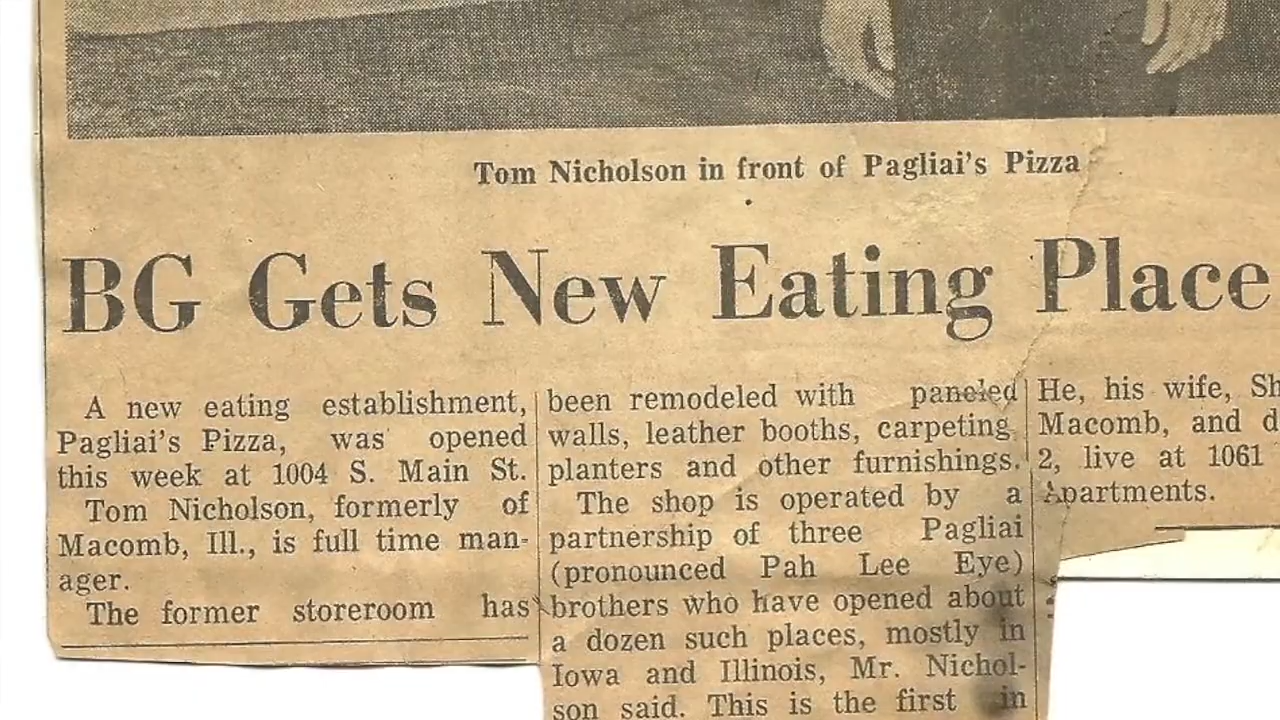 Tom Nicholson in front of Pagliai's Pizza
BG Gets New Eating Place
A new eating establishment,
Pagliai's Pizza, was opened
this week at 1004 S. Main St.
Tom Nicholson, formerly of
Macomb, Ill., is full time man-
ager.
The former storeroom has
been remodeled with paneled
walls, leather booths, carpeting
planters and other furnishings.
The shop is operated by a
partnership of three Pagliai
(pronounced Pah Lee Eye)
brothers who have opened about
a dozen such places, mostly in
Iowa and Illinois, Mr. Nichol-
son said. This is the first in
He, his wife, Sh
Macomb, and d
2, live at 1061
Apartments.